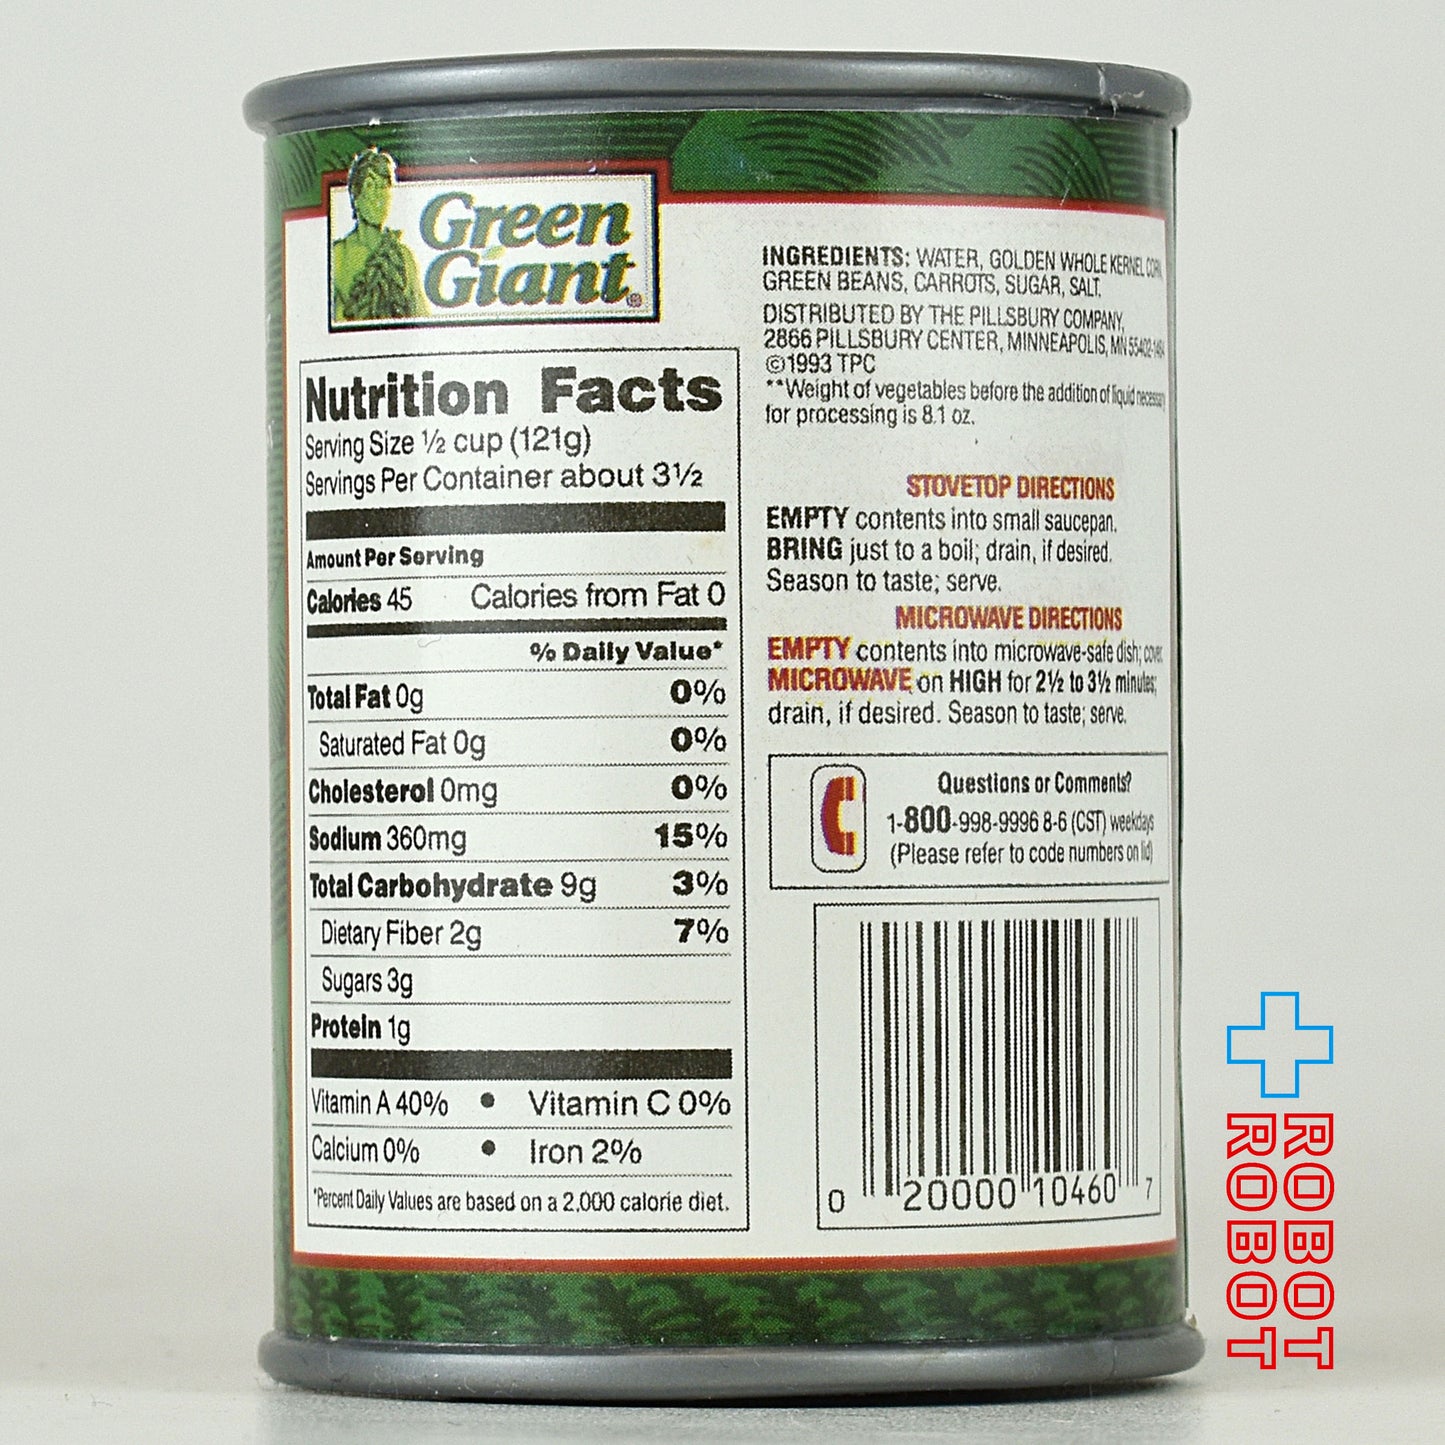 Green
Giant
Nutrition Facts
Serving Size ½ cup (121g)
Servings Per Container about 3½
Amount Per Serving
Calories 45 Calories from Fat 0
% Daily Value*
Total Fat 0g 0%
Saturated Fat 0g 0%
Cholesterol 0mg 0%
Sodium 360mg 15%
Total Carbohydrate 9g 3%
Dietary Fiber 2g 7%
Sugars 3g
Protein 1g
Vitamin A 40% • Vitamin C 0%
Calcium 0% • Iron 2%
*Percent Daily Values are based on a 2,000 calorie diet.
INGREDIENTS: WATER, GOLDEN WHOLE KERNEL CORN,
GREEN BEANS, CARROTS, SUGAR, SALT.
DISTRIBUTED BY THE PILLSBURY COMPANY,
2866 PILLSBURY CENTER, MINNEAPOLIS, MN 55402-1464
©1993 TPC
**Weight of vegetables before the addition of liquid necessary
for processing is 8.1 oz.
STOVETOP DIRECTIONS
EMPTY contents into small saucepan.
BRING just to a boil; drain, if desired.
Season to taste; serve.
MICROWAVE DIRECTIONS
EMPTY contents into microwave-safe dish; cover.
MICROWAVE on HIGH for 2½ to 3½ minutes;
drain, if desired. Season to taste; serve.
Questions or Comments?
1-800-998-9996 8-6 (CST) weekdays
(Please refer to code numbers on lid)
0 20000 10460 7
ROBOT
ROBOT